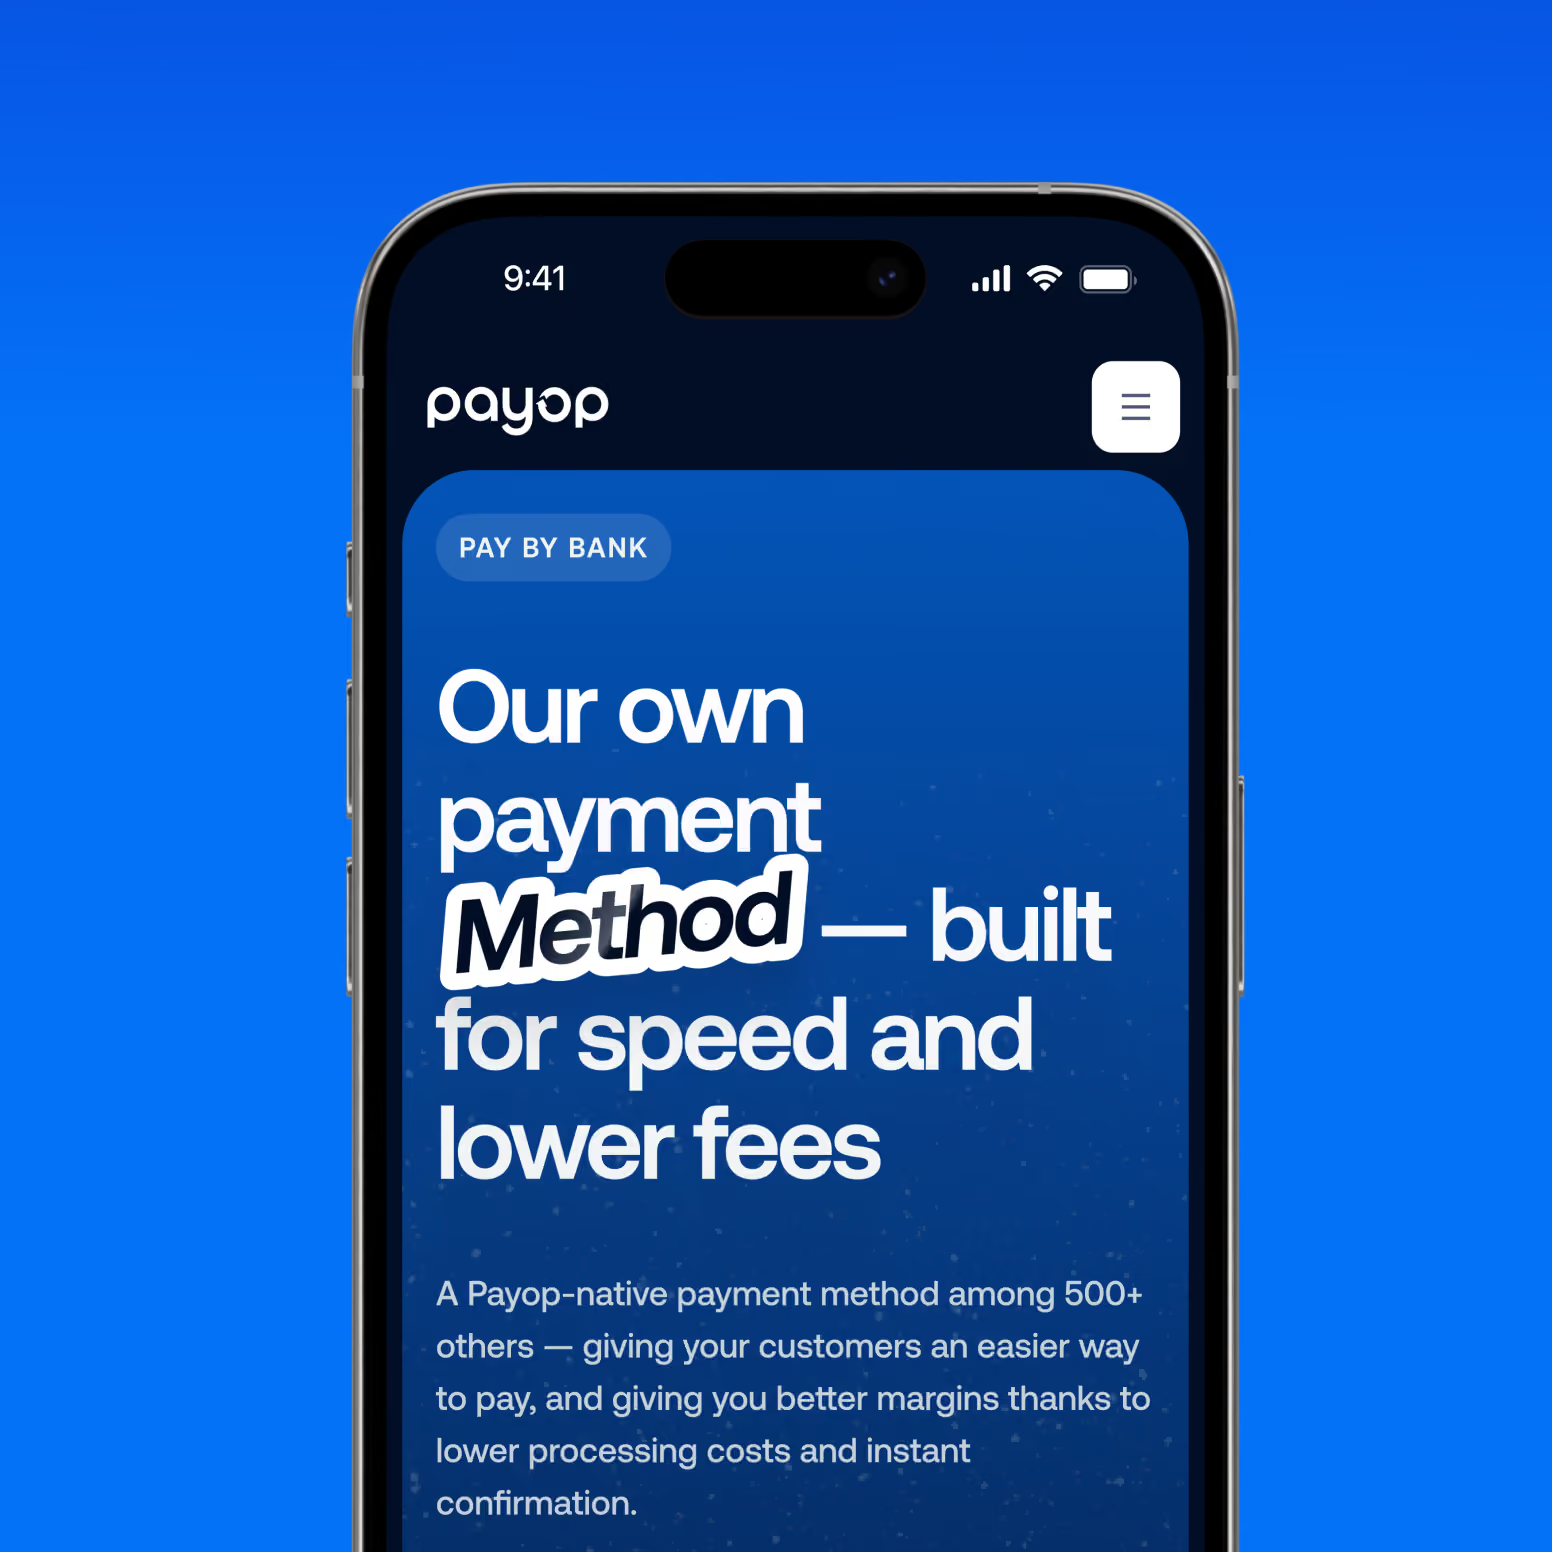 9:41
payop
PAY BY BANK
Our own
payment
Method — built
for speed and
lower fees
A Payop-native payment method among 500+
others — giving your customers an easier way
to pay, and giving you better margins thanks to
lower processing costs and instant
confirmation.